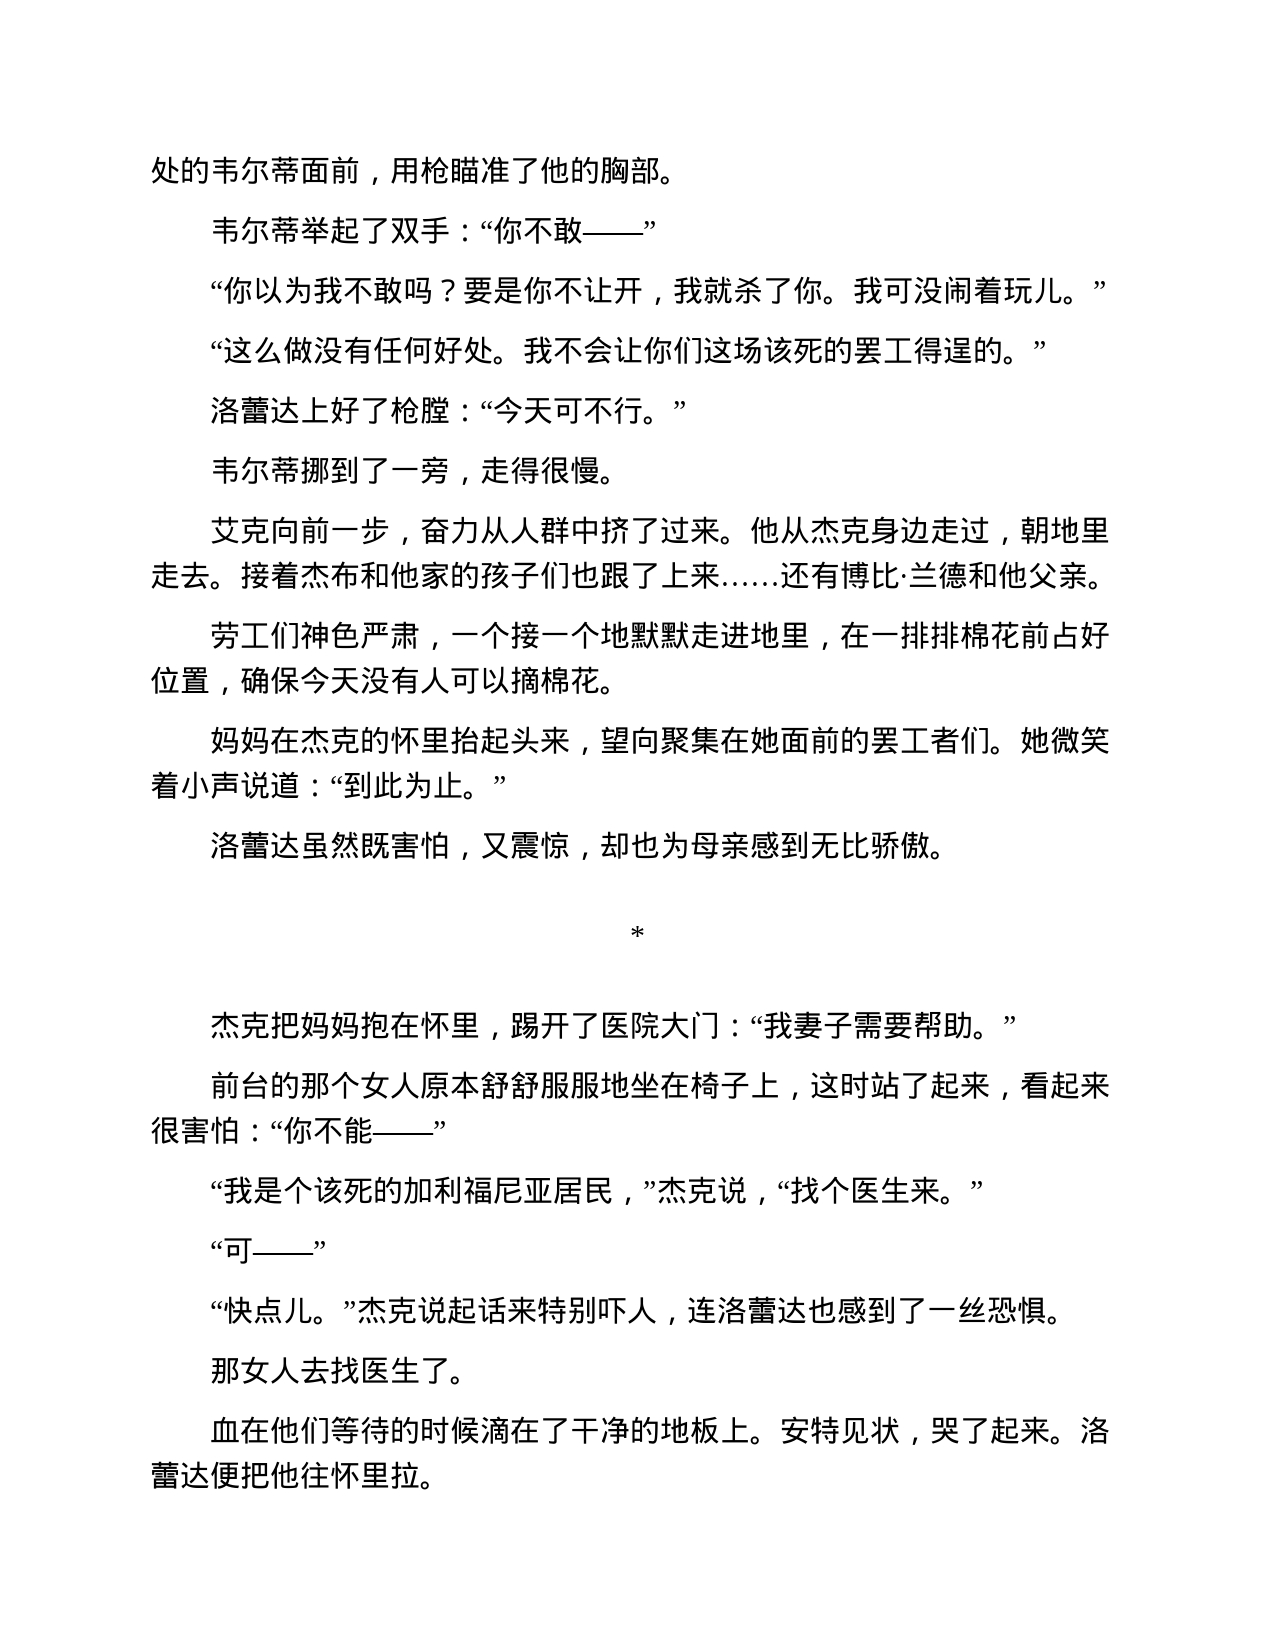 处的韦尔蒂面前，用枪瞄准了他的胸部。
韦尔蒂举起了双手：“你不敢——”
“你以为我不敢吗？要是你不让开，我就杀了你。我可没闹着玩儿。”
“这么做没有任何好处。我不会让你们这场该死的罢工得逞的。”
洛蕾达上好了枪膛：“今天可不行。”
韦尔蒂挪到了一旁，走得很慢。
艾克向前一步，奋力从人群中挤了过来。他从杰克身边走过，朝地里
走去。接着杰布和他家的孩子们也跟了上来……还有博比·兰德和他父亲。
劳工们神色严肃，一个接一个地默默走进地里，在一排排棉花前占好
位置，确保今天没有人可以摘棉花。
妈妈在杰克的怀里抬起头来，望向聚集在她面前的罢工者们。她微笑
着小声说道：“到此为止。”
洛蕾达虽然既害怕，又震惊，却也为母亲感到无比骄傲。
*
杰克把妈妈抱在怀里，踢开了医院大门：“我妻子需要帮助。”
前台的那个女人原本舒舒服服地坐在椅子上，这时站了起来，看起来
很害怕：“你不能——”
“我是个该死的加利福尼亚居民，”杰克说，“找个医生来。”
“可——”
“快点儿。”杰克说起话来特别吓人，连洛蕾达也感到了一丝恐惧。
那女人去找医生了。
血在他们等待的时候滴在了干净的地板上。安特见状，哭了起来。洛
蕾达便把他往怀里拉。